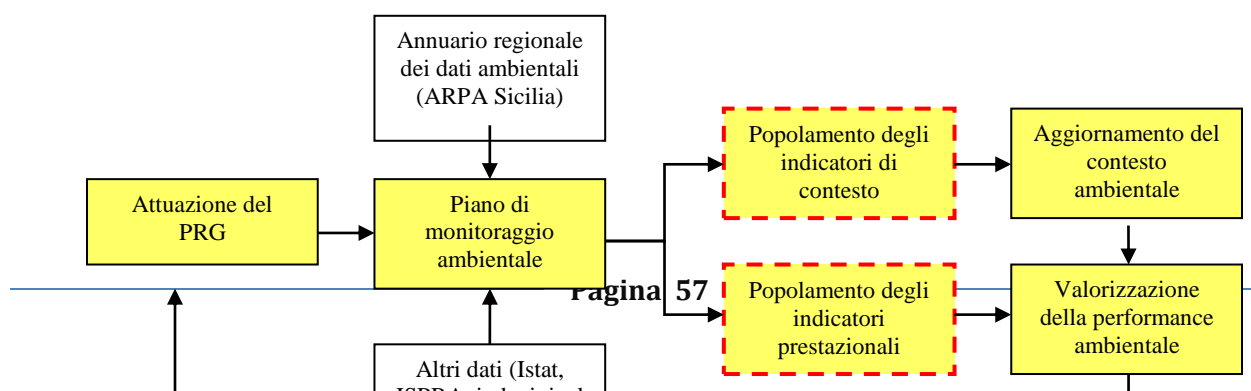 Annuario regionale
dei dati ambientali
(ARPA Sicilia)
Popolamento degli
indicatori di
contesto
Aggiornamento del
contesto
ambientale
Attuazione del
PRG
Piano di
monitoraggio
ambientale
Pagina 57
Popolamento degli
indicatori
prestazionali
Valorizzazione
della performance
ambientale
Altri dati (Istat,